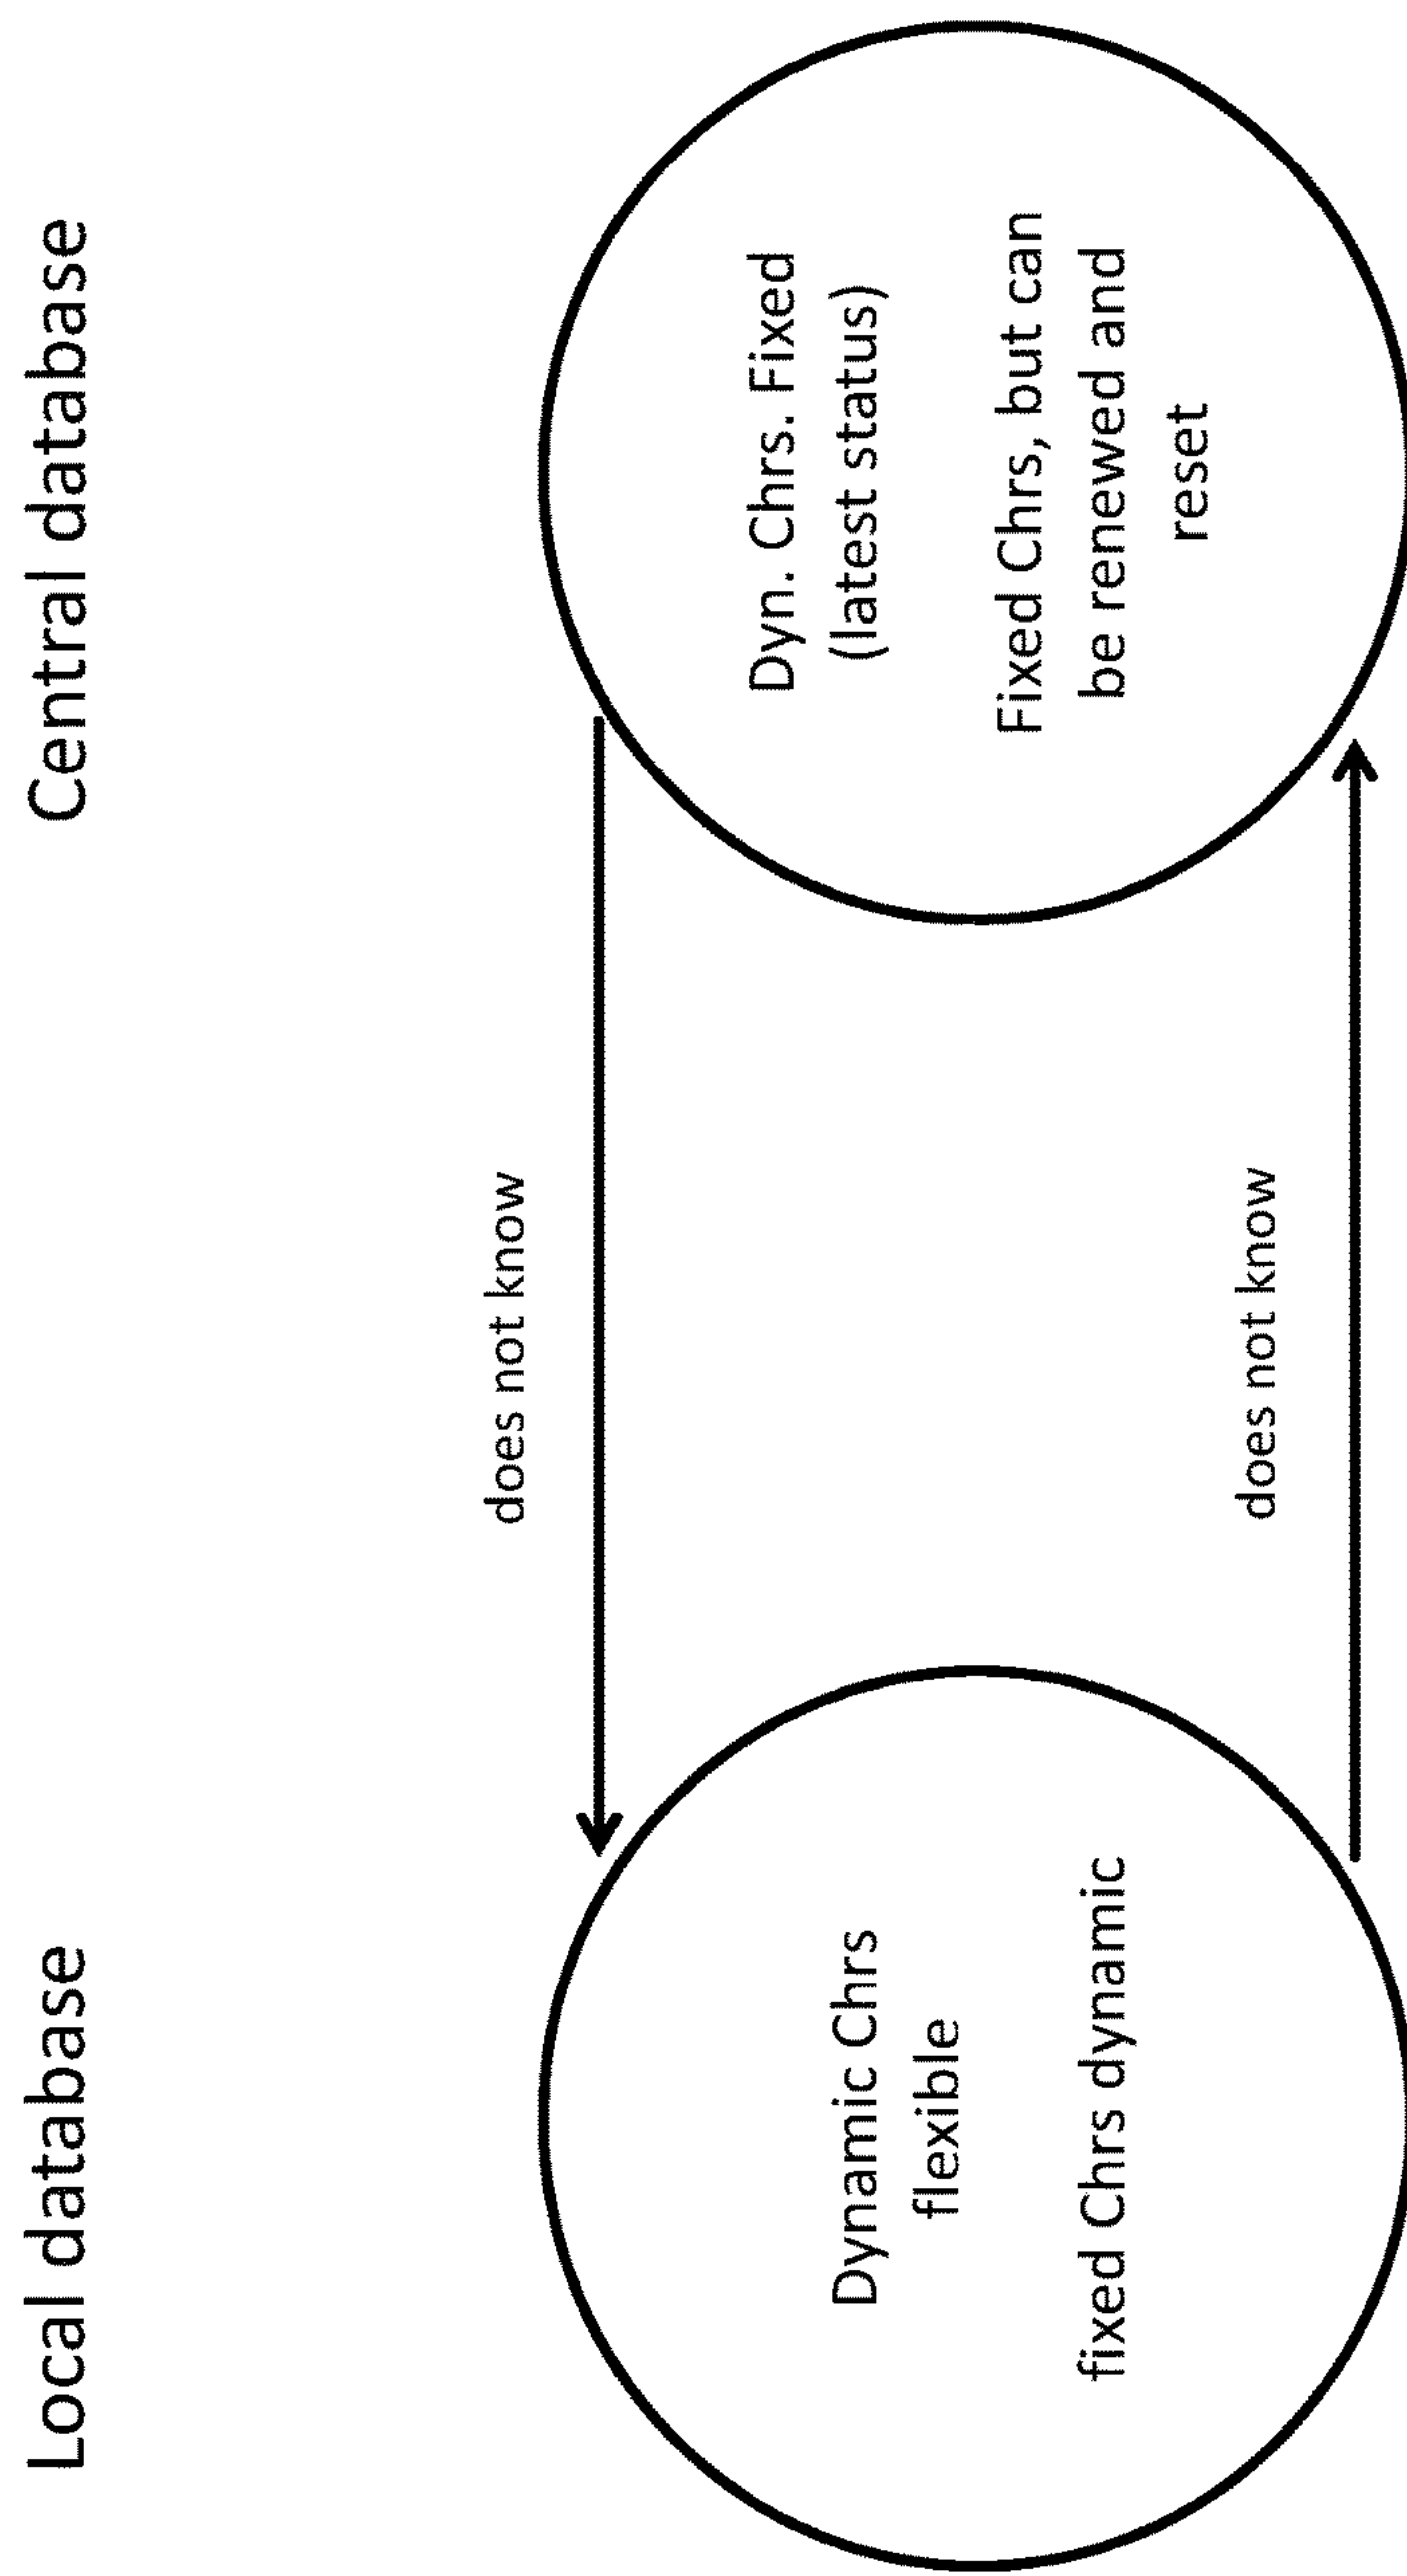 Local database
Central database
does not know
Dynamic Chrs
flexible
fixed Chrs dynamic
Dyn. Chrs. Fixed
(latest status)
Fixed Chrs, but can
be renewed and
reset
does not know